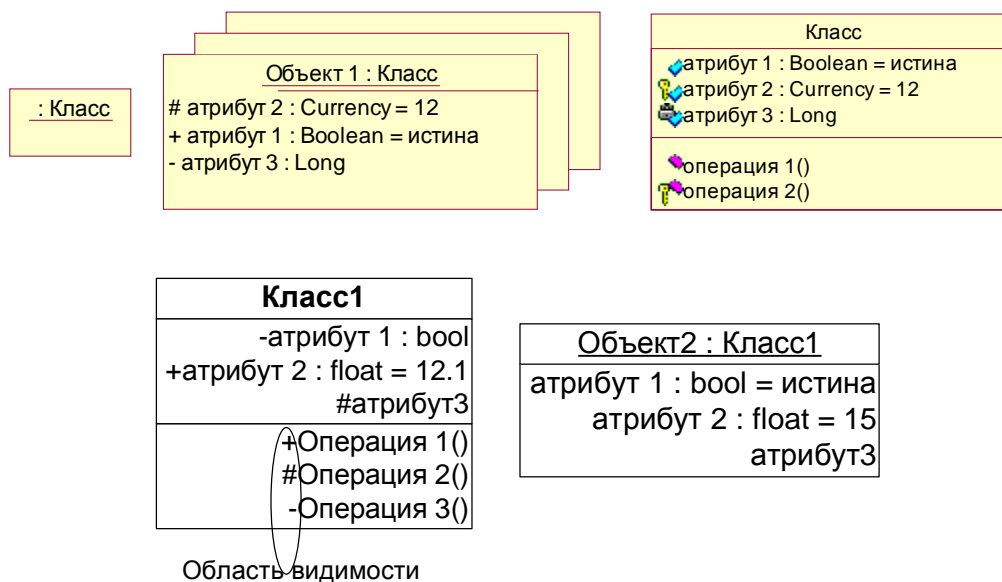 : Класс
Объект 1 : Класс
# атрибут 2 : Currency = 12
+ атрибут 1 : Boolean = истина
- атрибут 3 : Long
Класс
атрибут 1 : Boolean = истина
атрибут 2 : Currency = 12
атрибут 3 : Long
операция 1()
операция 2()
Класс1
-атрибут 1 : bool
+атрибут 2 : float = 12.1
#атрибут3
+Операция 1()
#Операция 2()
-Операция 3()
Область видимости
Объект2 : Класс1
атрибут 1 : bool = истина
атрибут 2 : float = 15
атрибут3